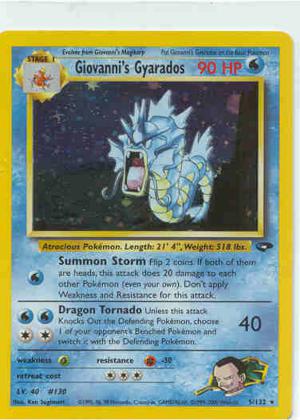 Evolves from Giovanni's Magikarp Put Giovanni's Gyarados on the Basic Pokémon
STAGE 1
Giovanni's Gyarados 90 HP
Atrocious Pokémon. Length: 21' 4", Weight: 518 lbs.
Summon Storm Flip 2 coins. If both of them
are heads, this attack does 20 damage to each
other Pokémon (even your own). Don't apply
Weakness and Resistance for this attack.
Dragon Tornado Unless this attack
Knocks Out the Defending Pokémon, choose
1 of your opponent's Benched Pokémon and
switch it with the Defending Pokémon.
40
weakness resistance -30
retreat cost
LV. 40 #130
Illus. Ken Sugimori
5/132